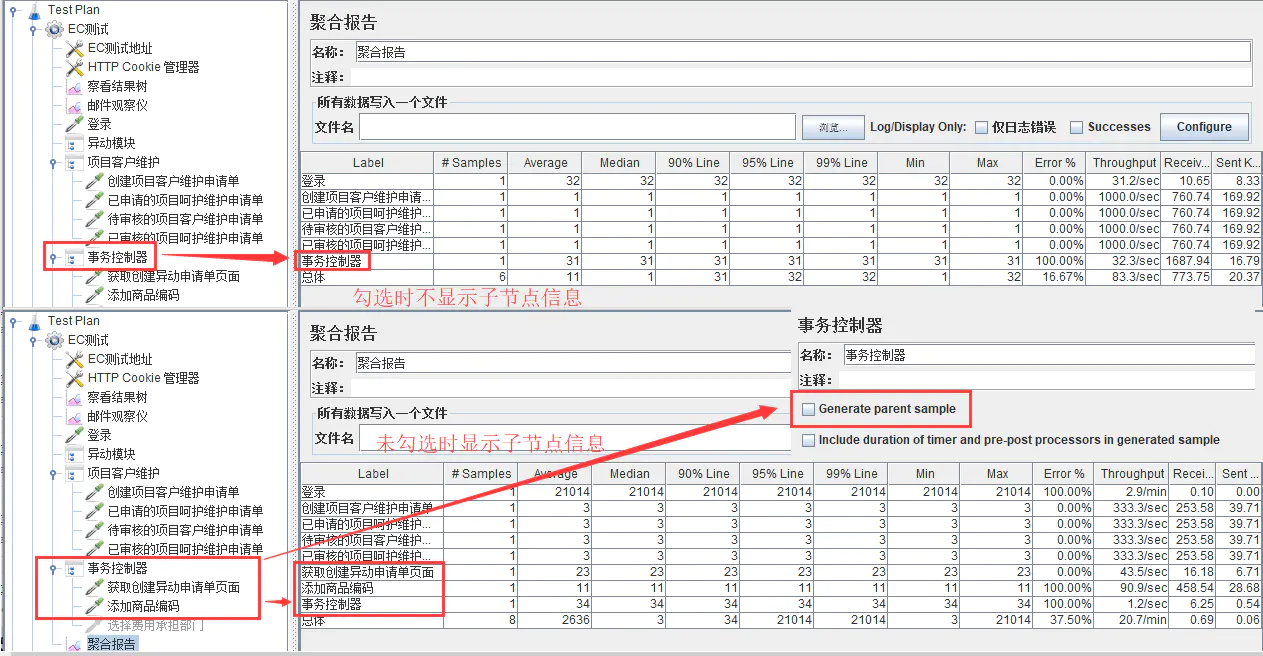 Test Plan
EC测试
EC测试地址
HTTP Cookie 管理器
察看结果树
邮件观察仪
登录
异动模块
项目客户维护
创建项目客户维护申请单
已申请的项目呵护维护申请单
待审核的项目客户维护申请单
已审核的项目呵护维护申请单
事务控制器
获取创建异动申请单页面
添加商品编码
聚合报告
名称： 聚合报告
注释：
所有数据写入一个文件
文件名 浏览... Log/Display Only: 仅日志错误 Successes Configure
Label # Samples Average Median 90% Line 95% Line 99% Line Min Max Error % Throughput Receiv... Sent K...
登录 1 32 32 32 32 32 32 32 0.00% 31.2/sec 10.65 8.33
创建项目客户维护申请... 1 1 1 1 1 1 1 1 0.00% 1000.0/sec 760.74 169.92
已申请的项目呵护维护... 1 1 1 1 1 1 1 1 0.00% 1000.0/sec 760.74 169.92
待审核的项目客户维护... 1 1 1 1 1 1 1 1 0.00% 1000.0/sec 760.74 169.92
已审核的项目呵护维护... 1 1 1 1 1 1 1 1 0.00% 1000.0/sec 760.74 169.92
事务控制器 1 31 31 31 31 31 31 31 100.00% 32.3/sec 1687.94 16.79
总体 6 11 1 31 32 32 1 32 16.67% 83.3/sec 773.75 20.37
勾选时不显示子节点信息
Test Plan
EC测试
EC测试地址
HTTP Cookie 管理器
察看结果树
邮件观察仪
登录
异动模块
项目客户维护
创建项目客户维护申请单
已申请的项目呵护维护申请单
待审核的项目客户维护申请单
已审核的项目呵护维护申请单
事务控制器
获取创建异动申请单页面
添加商品编码
选择费用承担部门
聚合报告
聚合报告
名称： 聚合报告
注释：
所有数据写入一个文件
文件名
未勾选时显示子节点信息
事务控制器
名称： 事务控制器
注释：
Generate parent sample
Include duration of timer and pre-post processors in generated sample
Label # Samples Average Median 90% Line 95% Line 99% Line Min Max Error % Throughput Recei... Sent ...
登录 1 21014 21014 21014 21014 21014 21014 21014 100.00% 2.9/min 0.10 0.00
创建项目客户维护申请单 1 3 3 3 3 3 3 3 0.00% 333.3/sec 253.58 39.71
已申请的项目呵护维护... 1 3 3 3 3 3 3 3 0.00% 333.3/sec 253.58 39.71
待审核的项目客户维护... 1 3 3 3 3 3 3 3 0.00% 333.3/sec 253.58 39.71
已审核的项目呵护维护... 1 3 3 3 3 3 3 3 0.00% 333.3/sec 253.58 39.71
获取创建异动申请单页面 1 23 23 23 23 23 23 23 0.00% 43.5/sec 16.18 6.71
添加商品编码 1 11 11 11 11 11 11 11 100.00% 90.9/sec 458.54 28.68
事务控制器 1 34 34 34 34 34 34 34 100.00% 1.2/sec 6.25 0.54
总体 8 2636 3 34 21014 21014 3 21014 37.50% 20.7/min 0.69 0.06